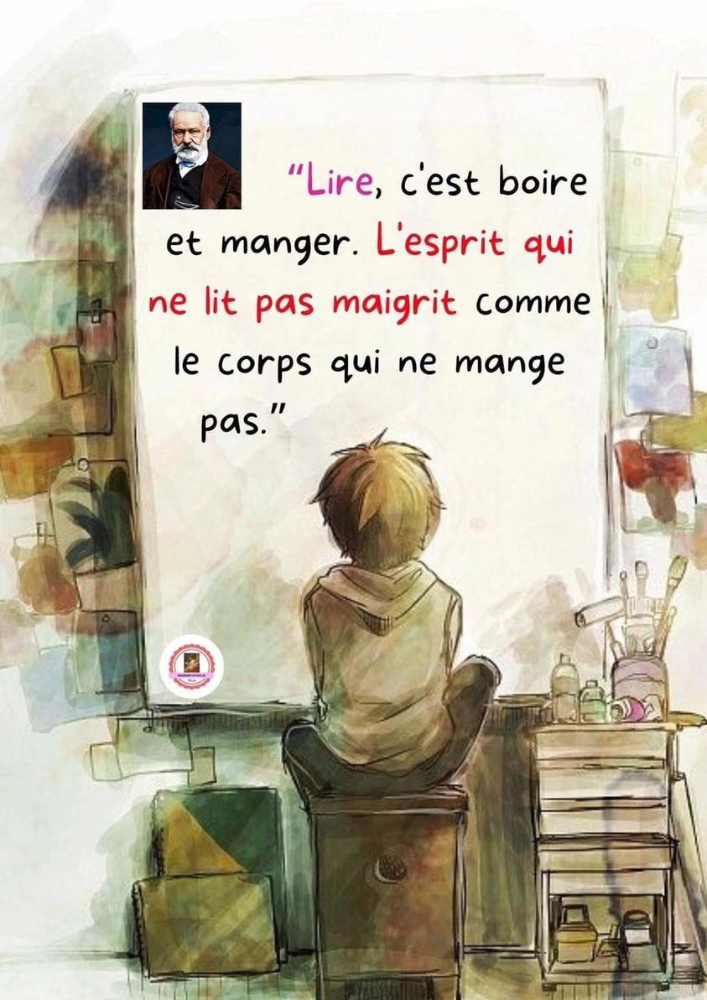 “Lire, c'est boire
et manger. L'esprit qui
ne lit pas maigrit comme
le corps qui ne mange
pas.”